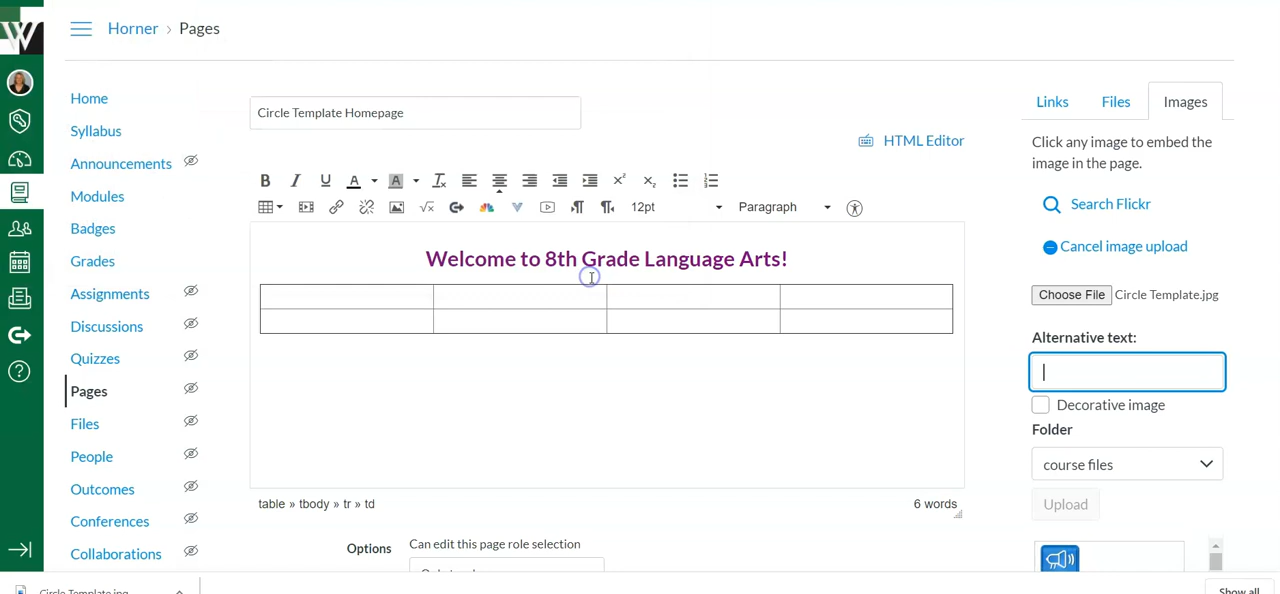 W
Horner › Pages
Home
Syllabus
Announcements
Modules
Badges
Grades
Assignments
Discussions
Quizzes
Pages
Files
People
Outcomes
Conferences
Collaborations
Circle Template Homepage
HTML Editor
12pt
Paragraph
Welcome to 8th Grade Language Arts!
table » tbody » tr » td
6 words
Options
Can edit this page role selection
Links
Files
Images
Click any image to embed the
image in the page.
Search Flickr
Cancel image upload
Choose File Circle Template.jpg
Alternative text:
Decorative image
Folder
course files
Upload
Circle Template.jpg
Show all